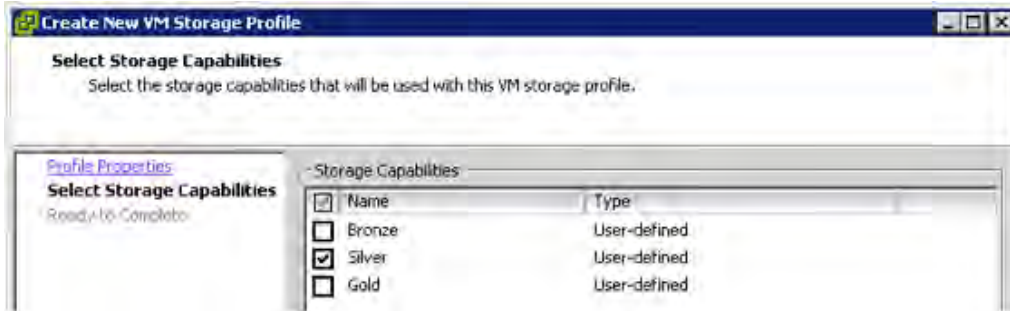 Create New VM Storage Profile
Select Storage Capabilities
Select the storage capabilities that will be used with this VM storage profile.
Profile Properties
Select Storage Capabilities
Ready to Complete
Storage Capabilities
Name Type
Bronze User-defined
Silver User-defined
Gold User-defined